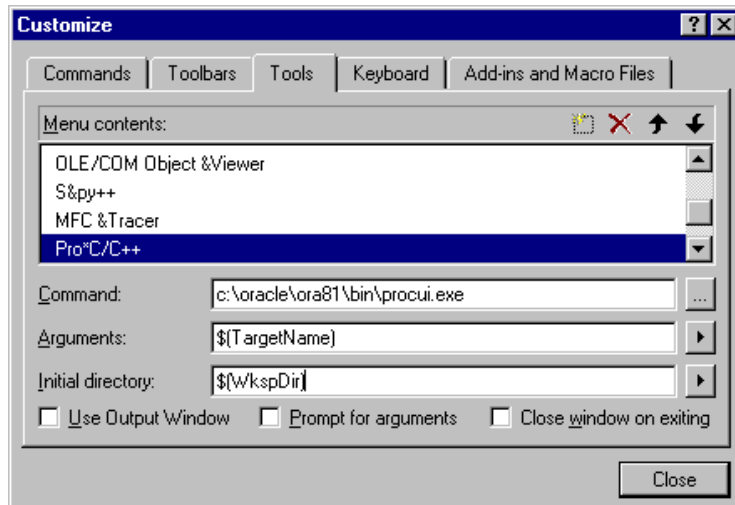 Customize
Commands Toolbars Tools Keyboard Add-ins and Macro Files
Menu contents:
OLE/COM Object &Viewer
S&py++
MFC &Tracer
Pro*C/C++
Command: c:\oracle\ora81\bin\procui.exe ...
Arguments: $(TargetName)
Initial directory: $(WkspDir)
Use Output Window Prompt for arguments Close window on exiting
Close